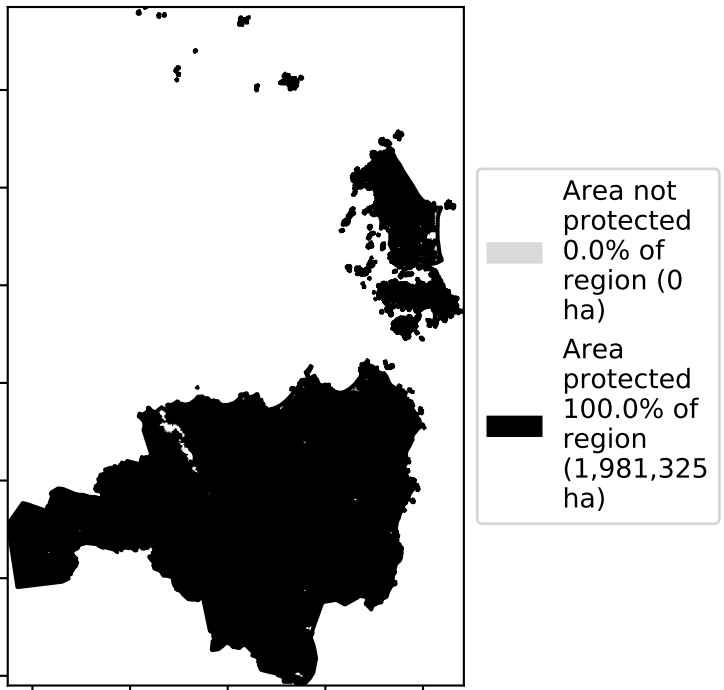 Area not
protected
0.0% of
region (0
ha)
Area
protected
100.0% of
region
(1,981,325
ha)